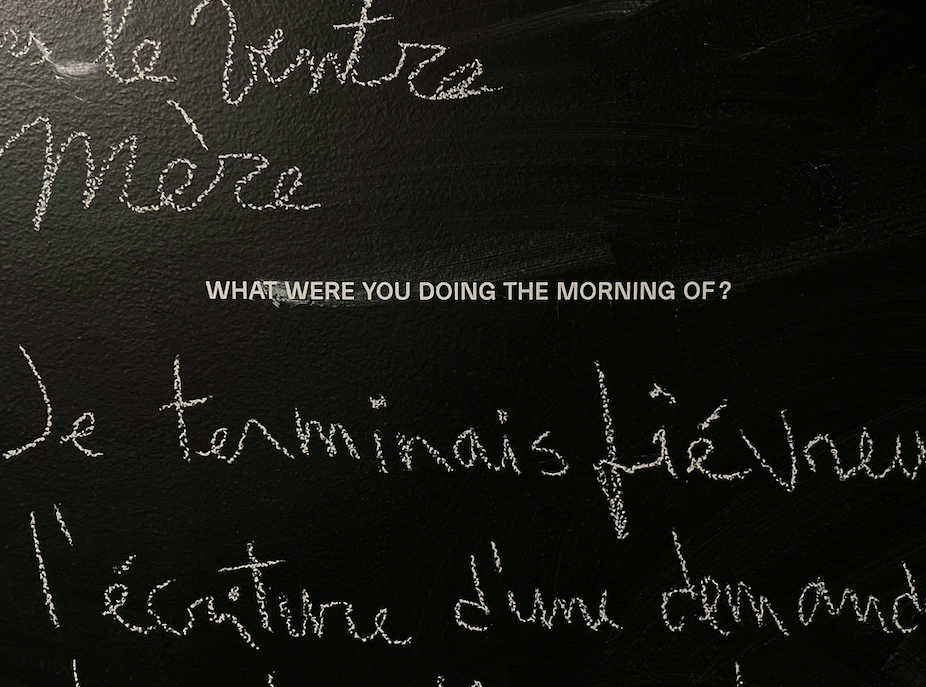 le Ventre
Mère
WHAT WERE YOU DOING THE MORNING OF?
Je terminais fiévreu
l'écriture d'une demand